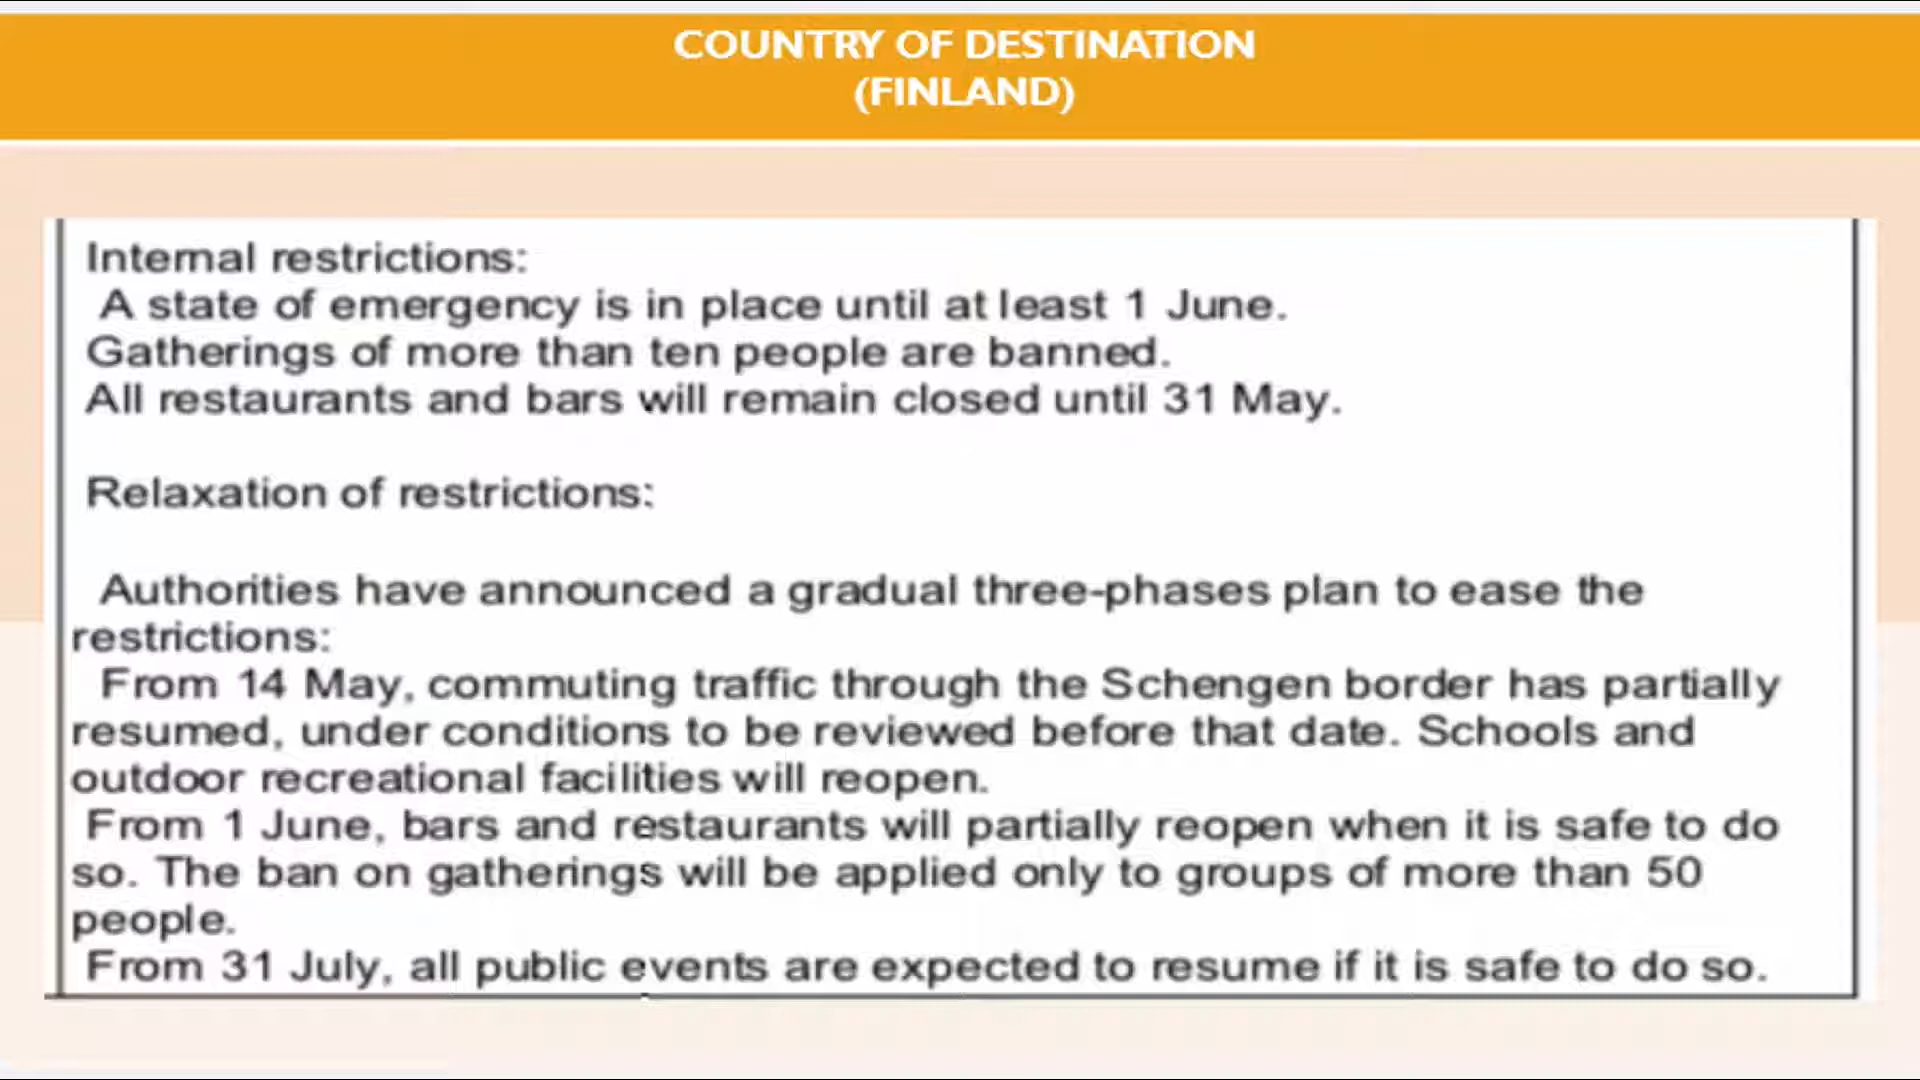 COUNTRY OF DESTINATION
(FINLAND)
Internal restrictions:
A state of emergency is in place until at least 1 June.
Gatherings of more than ten people are banned.
All restaurants and bars will remain closed until 31 May.
Relaxation of restrictions:
Authorities have announced a gradual three-phases plan to ease the
restrictions:
From 14 May, commuting traffic through the Schengen border has partially
resumed, under conditions to be reviewed before that date. Schools and
outdoor recreational facilities will reopen.
From 1 June, bars and restaurants will partially reopen when it is safe to do
so. The ban on gatherings will be applied only to groups of more than 50
people.
From 31 July, all public events are expected to resume if it is safe to do so.